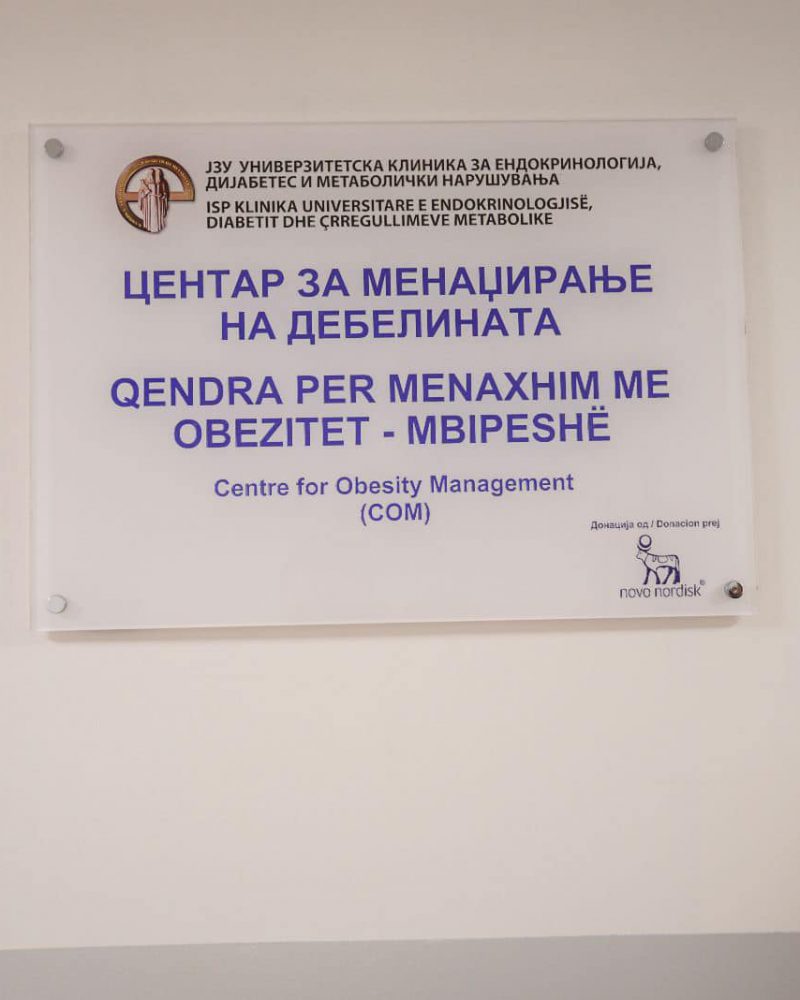 ЈЗУ УНИВЕРЗИТЕТСКА КЛИНИКА ЗА ЕНДОКРИНОЛОГИЈА,
ДИЈАБЕТЕС И МЕТАБОЛИЧКИ НАРУШУВАЊА
ISP KLINIKA UNIVERSITARE E ENDOKRINOLOGJISË,
DIABETIT DHE ÇRREGULLIMEVE METABOLIKE
ЦЕНТАР ЗА МЕНАЏИРАЊЕ
НА ДЕБЕЛИНАТА
QENDRA PER MENAXHIM ME
OBEZITET - MBIPESHË
Centre for Obesity Management
(COM)
Донација од / Donacion prej
novo nordisk®